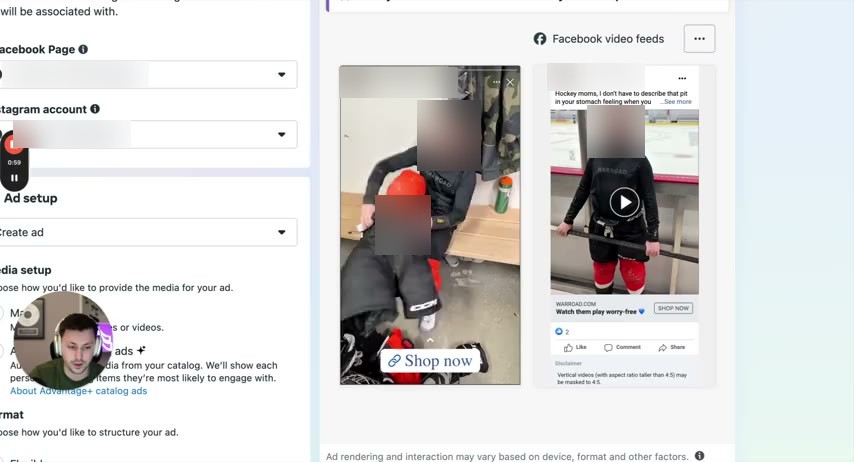 will be associated with.
acebook Page
stagram account
0:59
Ad setup
Create ad
edia setup
oose how you'd like to provide the media for your ad.
es or videos.
ads
dia from your catalog. We'll show each
items they're most likely to engage with.
About Advantage+ catalog ads
rmat
oose how you'd like to structure your ad.
Facebook video feeds
Shop now
Hockey moms, I don't have to describe that pit
in your stomach feeling when you ...See more
WARROAD
WARROAD.COM
Watch them play worry-free 💙
SHOP NOW
2
Like Comment Share
Disclaimer
Vertical videos (with aspect ratio taller than 4:5) may
be masked to 4:5.
Ad rendering and interaction may vary based on device, format and other factors.